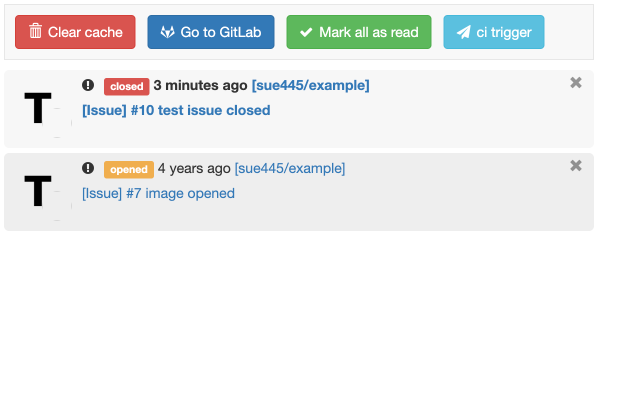 Clear cache Go to GitLab Mark all as read ci trigger
T closed 3 minutes ago [sue445/example]
[Issue] #10 test issue closed
T opened 4 years ago [sue445/example]
[Issue] #7 image opened